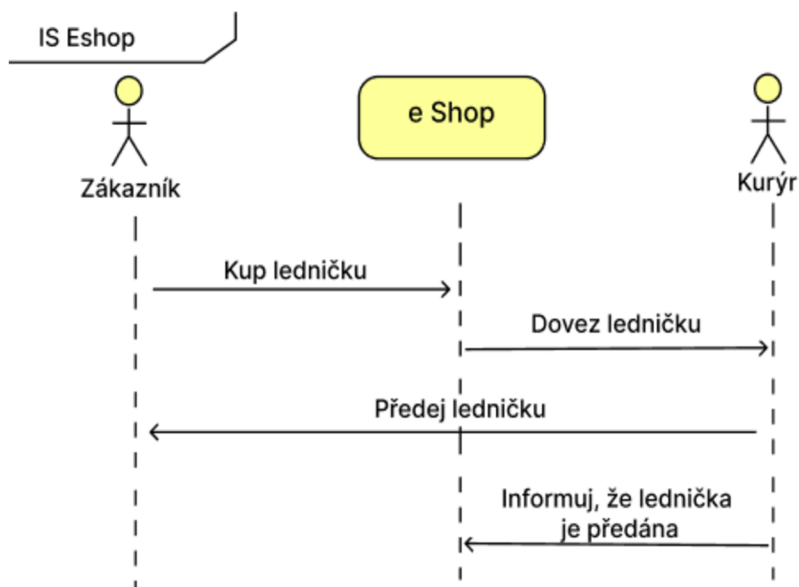 IS Eshop
e Shop
Zákazník
Kurýr
Kup ledničku
Dovez ledničku
Předej ledničku
Informuj, že lednička
je předána